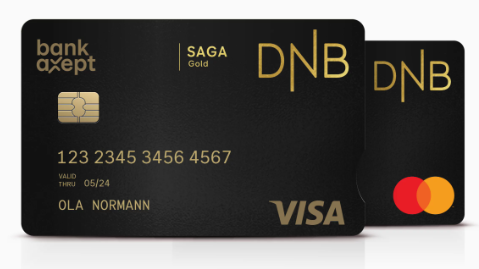 bank
axept
SAGA
Gold
DNB
DNB
123 2345 3456 4567
VALID
THRU 05/24
OLA NORMANN
VISA